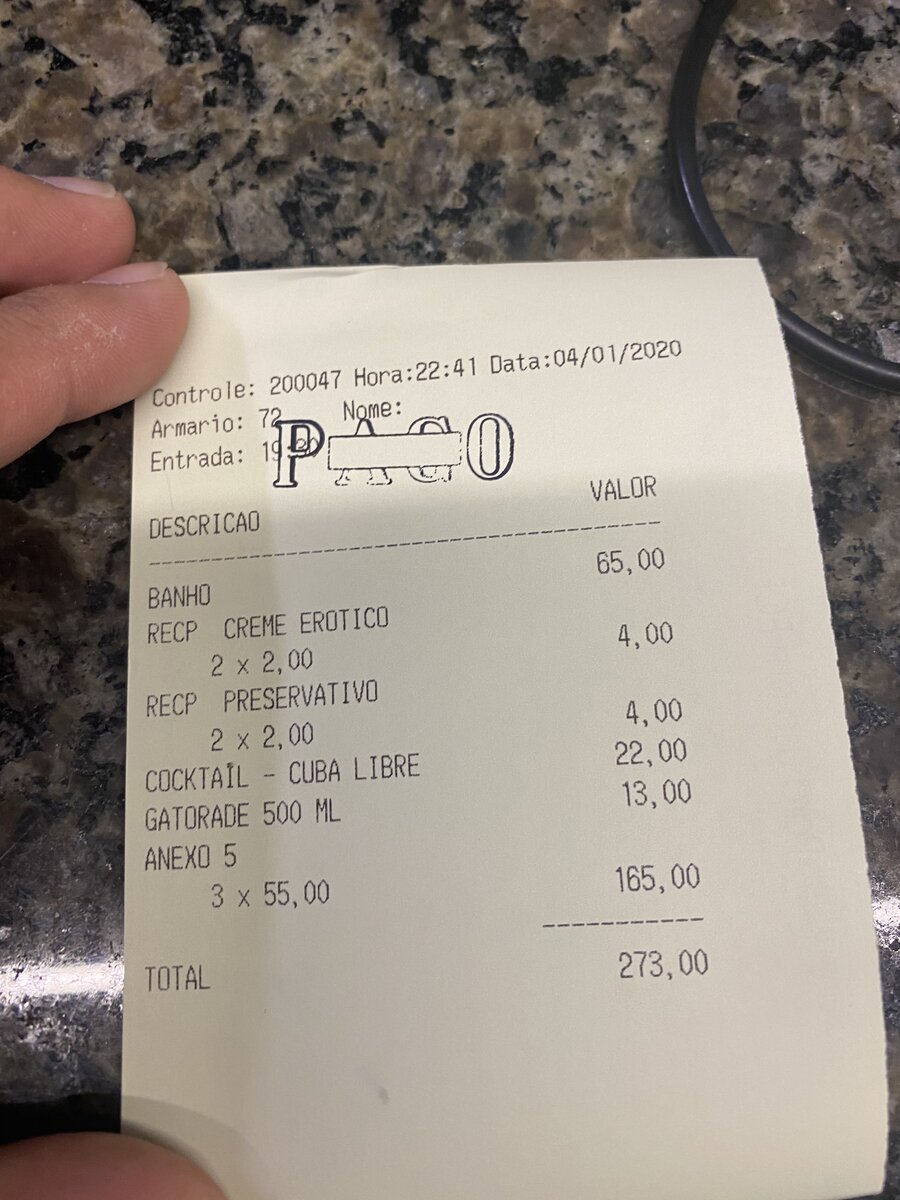 Controle: 200047 Hora:22:41 Data:04/01/2020
Armario: 72 Nome:
Entrada:
DESCRICAO VALOR
BANHO 65,00
RECP CREME EROTICO
2 x 2,00 4,00
RECP PRESERVATIVO
2 x 2,00 4,00
COCKTAIL - CUBA LIBRE 22,00
GATORADE 500 ML 13,00
ANEXO 5
3 x 55,00 165,00
TOTAL 273,00